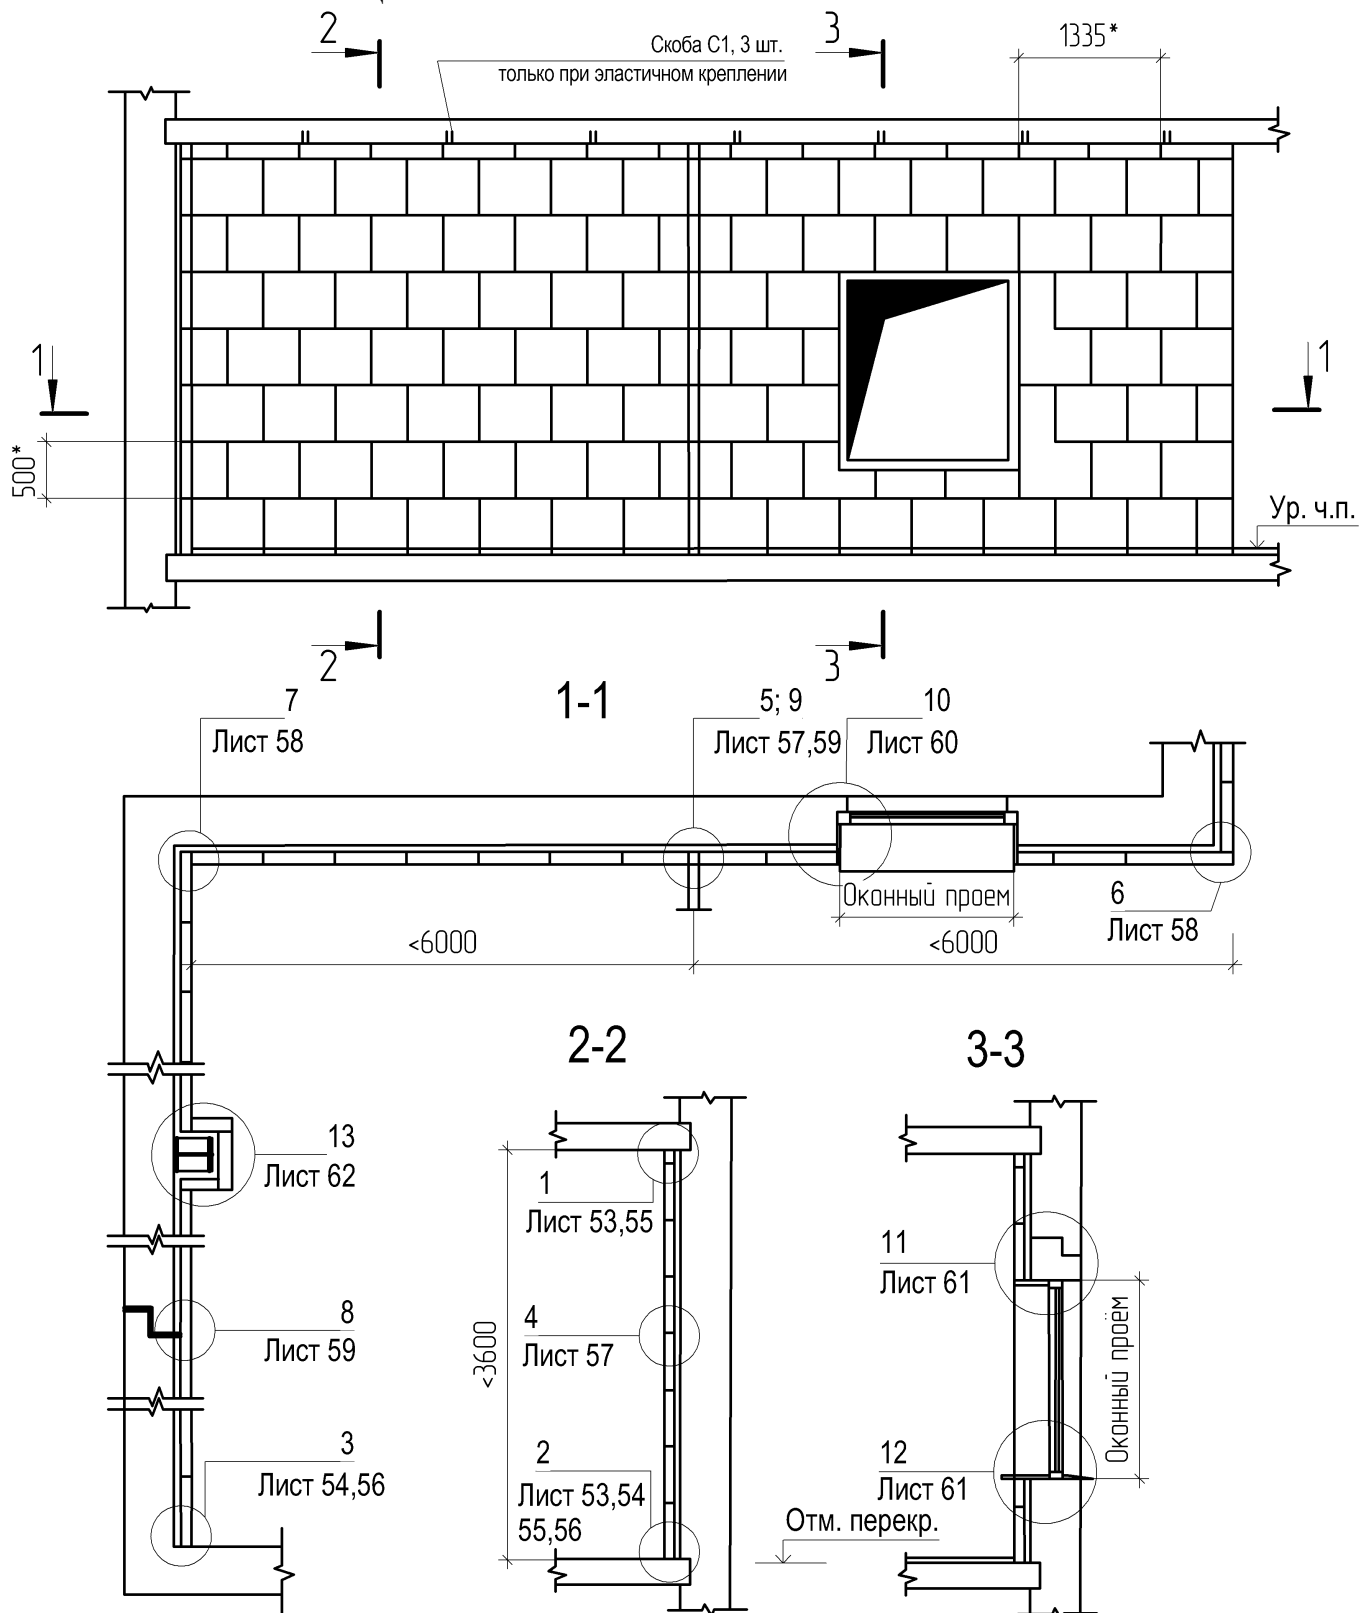 2
Скоба С1, 3 шт.
только при эластичном креплении
3
1335*
1
1
500*
Ур. ч.п.
2
3
1-1
7
Лист 58
5; 9
Лист 57,59
10
Лист 60
Оконный проем
6
Лист 58
<6000
<6000
2-2
3-3
13
Лист 62
1
Лист 53,55
11
Лист 61
8
Лист 59
4
Лист 57
<3600
Оконный проём
3
Лист 54,56
2
Лист 53,54
55,56
12
Лист 61
Отм. перекр.